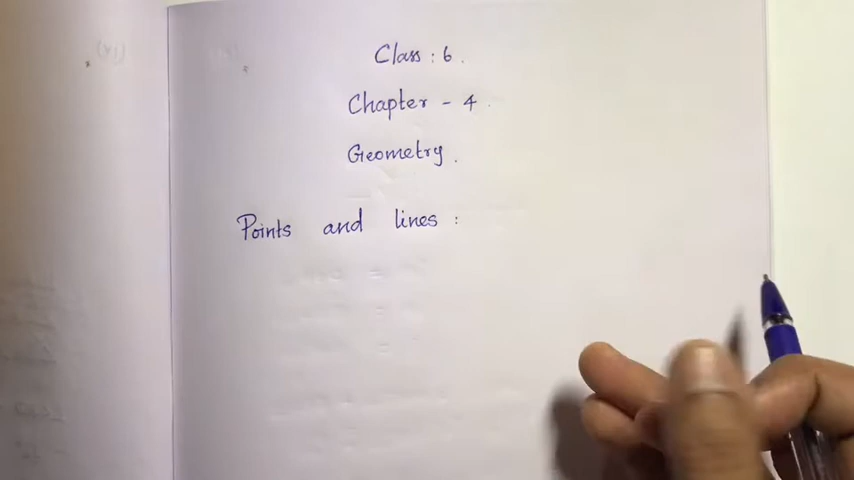 Class : 6 .
Chapter - 4 .
Geometry .
Points and lines :